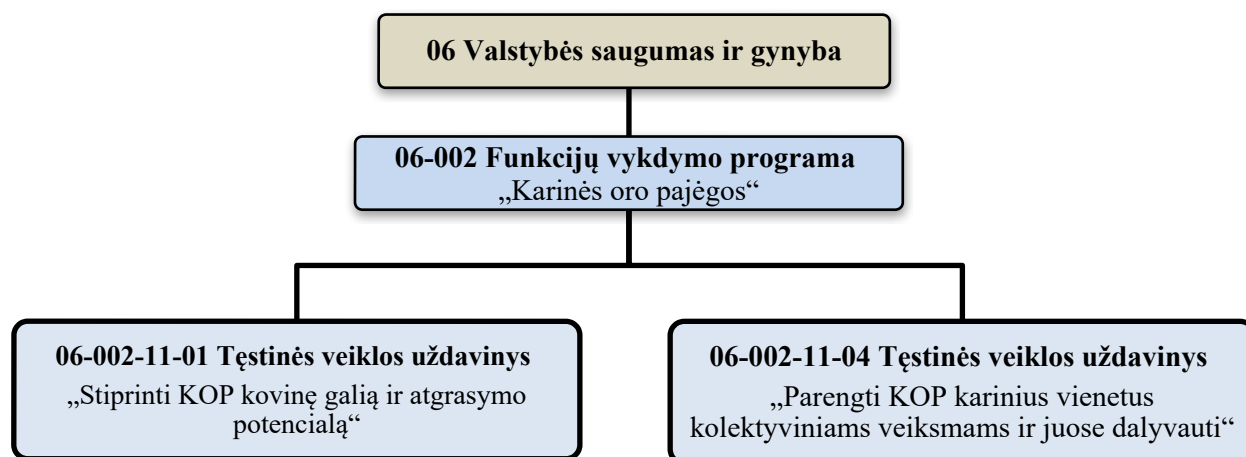 06 Valstybės saugumas ir gynyba
06-002 Funkcijų vykdymo programa
„Karinės oro pajėgos“
06-002-11-01 Tęstinės veiklos uždavinys
„Stiprinti KOP kovinę galią ir atgrasymo
potencialą“
06-002-11-04 Tęstinės veiklos uždavinys
„Parengti KOP karinius vienetus
kolektyviniams veiksmams ir juose dalyvauti“